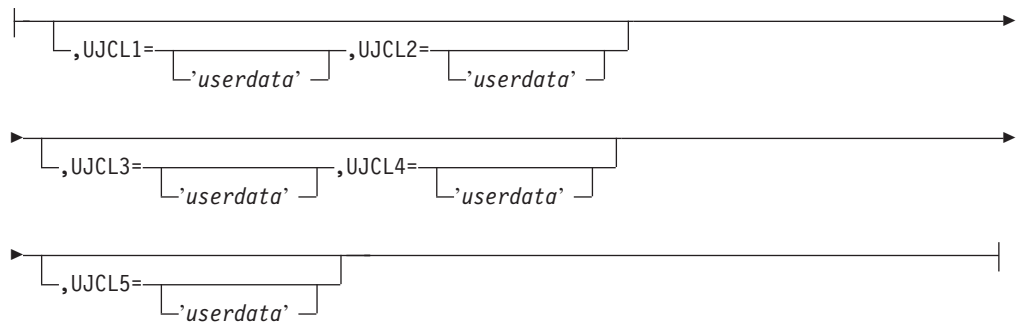 ,UJCL1= ,UJCL2=
’userdata’ ’userdata’
,UJCL3= ,UJCL4=
’userdata’ ’userdata’
,UJCL5=
’userdata’